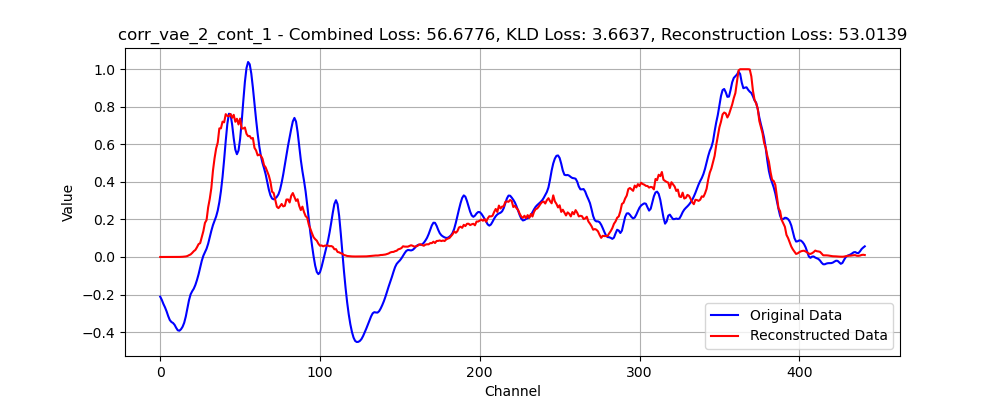 corr_vae_2_cont_1 - Combined Loss: 56.6776, KLD Loss: 3.6637, Reconstruction Loss: 53.0139
1.0
0.8
0.6
0.4
0.2
0.0
−0.2
−0.4
Value
0 100 200 300 400
Channel
Original Data
Reconstructed Data